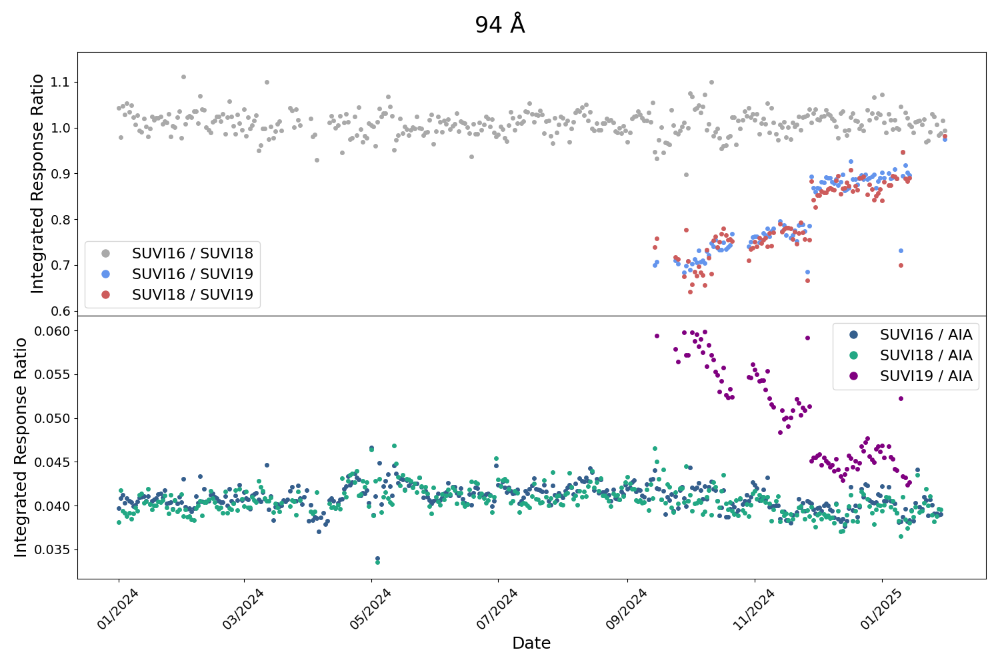 94 Å
Integrated Response Ratio
1.1
1.0
0.9
0.8
0.7
0.6
SUVI16 / SUVI18
SUVI16 / SUVI19
SUVI18 / SUVI19
Integrated Response Ratio
0.060
0.055
0.050
0.045
0.040
0.035
SUVI16 / AIA
SUVI18 / AIA
SUVI19 / AIA
01/2024
03/2024
05/2024
07/2024
09/2024
11/2024
01/2025
Date